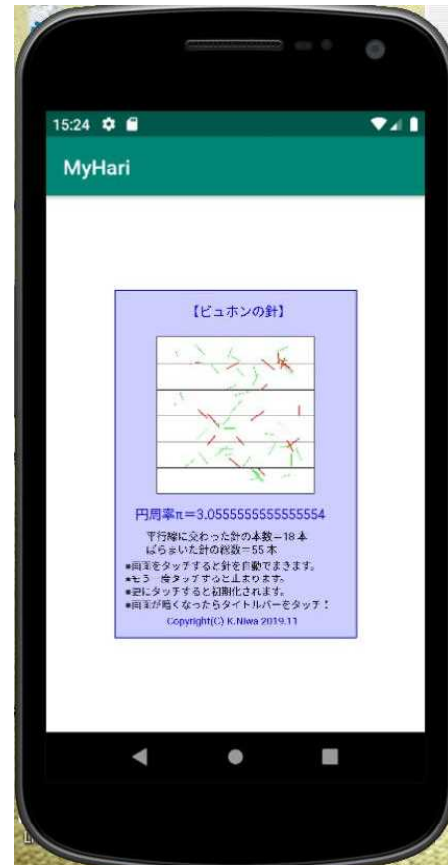 15:24
MyHari
【ビュホンの針】
円周率π=3.0555555555555554
平行線に交わった針の本数=18 本
ばらまいた針の総数=55 本
●画面をタッチすると針を自動でまきます。
●もう一度タッチすると止まります。
●更にタッチすると初期化されます。
●画面が暗くなったらタイトルバーをタッチ!
Copyright(C) K.Niwa 2019.11